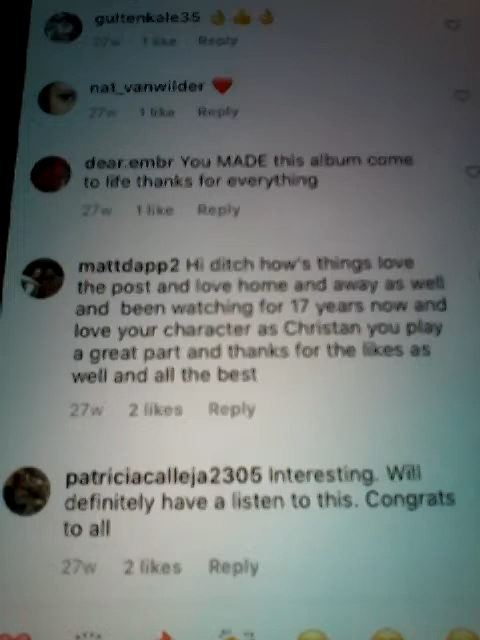 gultenkale35 👌👍👌
27w 1 like Reply
nat_vanwilder ❤️
27w 1 like Reply
dear.embr You MADE this album come
to life thanks for everything
27w 1 like Reply
mattdapp2 Hi ditch how's things love
the post and love home and away as well
and been watching for 17 years now and
love your character as Christan you play
a great part and thanks for the likes as
well and all the best
27w 2 likes Reply
patriciacalleja2305 Interesting. Will
definitely have a listen to this. Congrats
to all
27w 2 likes Reply